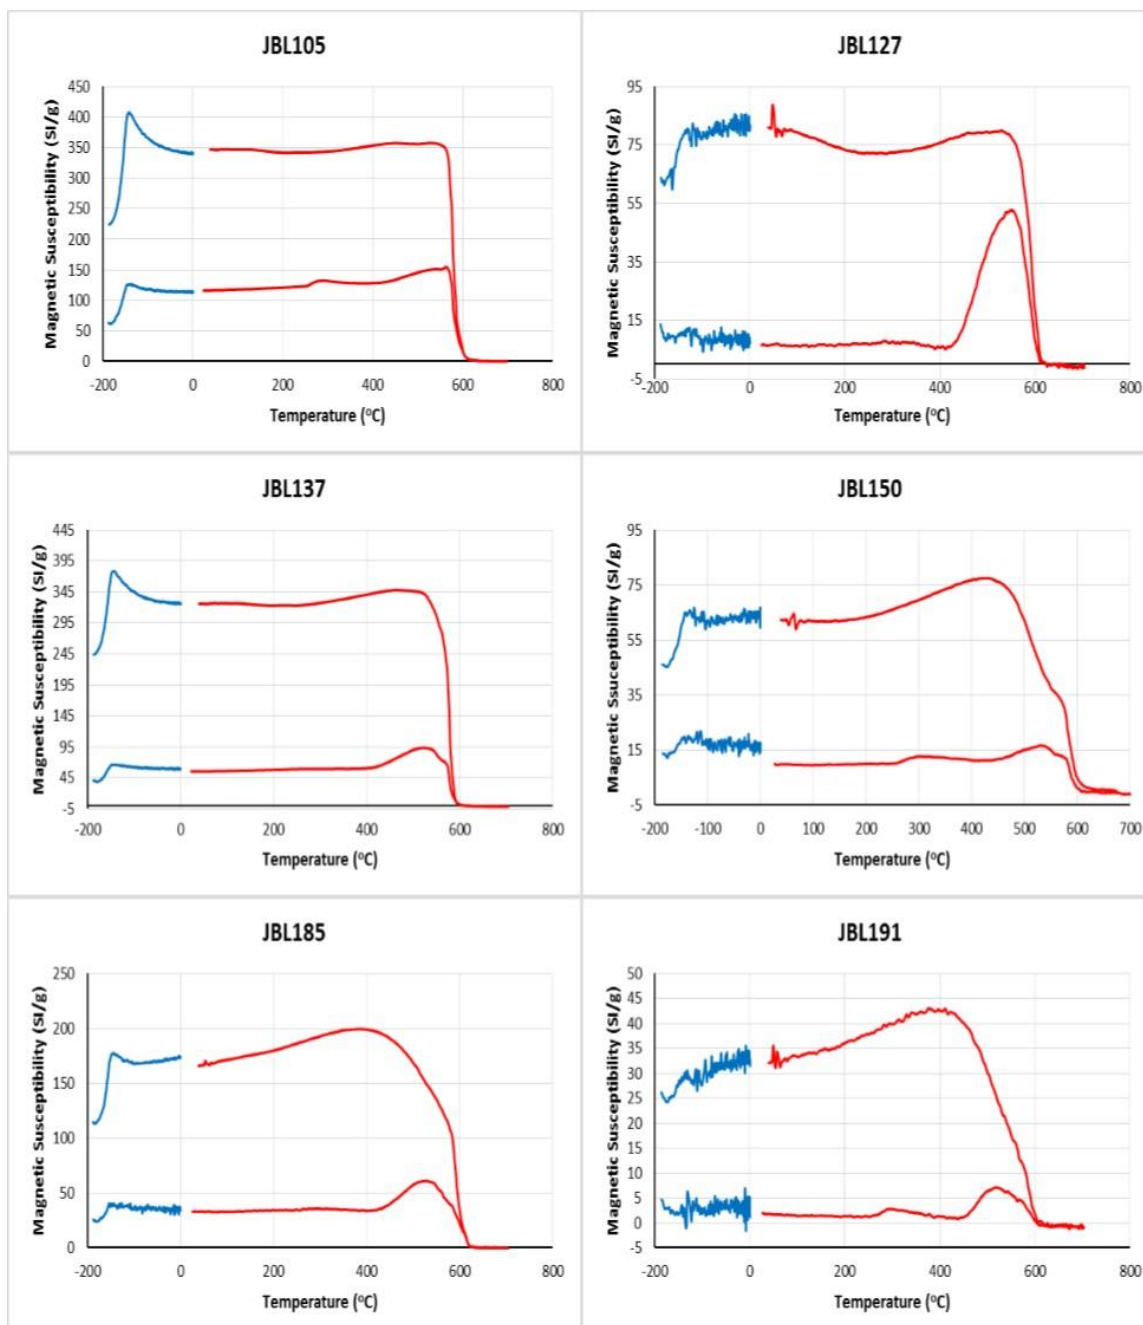 JBL105
Magnetic Susceptibility (SI/g)
450
400
350
300
250
200
150
100
50
0
-200 0 200 400 600 800
Temperature (°C)
JBL127
Magnetic Susceptibility (SI/g)
95
75
55
35
15
-5
-200 0 200 400 600 800
Temperature (°C)
JBL137
Magnetic Susceptibility (SI/g)
445
395
345
295
245
195
145
95
45
-5
-200 0 200 400 600 800
Temperature (°C)
JBL150
Magnetic Ssuceptibility (SI/g)
95
75
55
35
15
-5
-200 -100 0 100 200 300 400 500 600 700
Temperature (°C)
JBL185
Magnetic Susceptibility (SI/g)
250
200
150
100
50
0
-200 0 200 400 600 800
Temperature (°C)
JBL191
Magnetic Susceptibility (SI/g)
50
45
40
35
30
25
20
15
10
5
0
-5
-200 0 200 400 600 800
Temperature (°C)